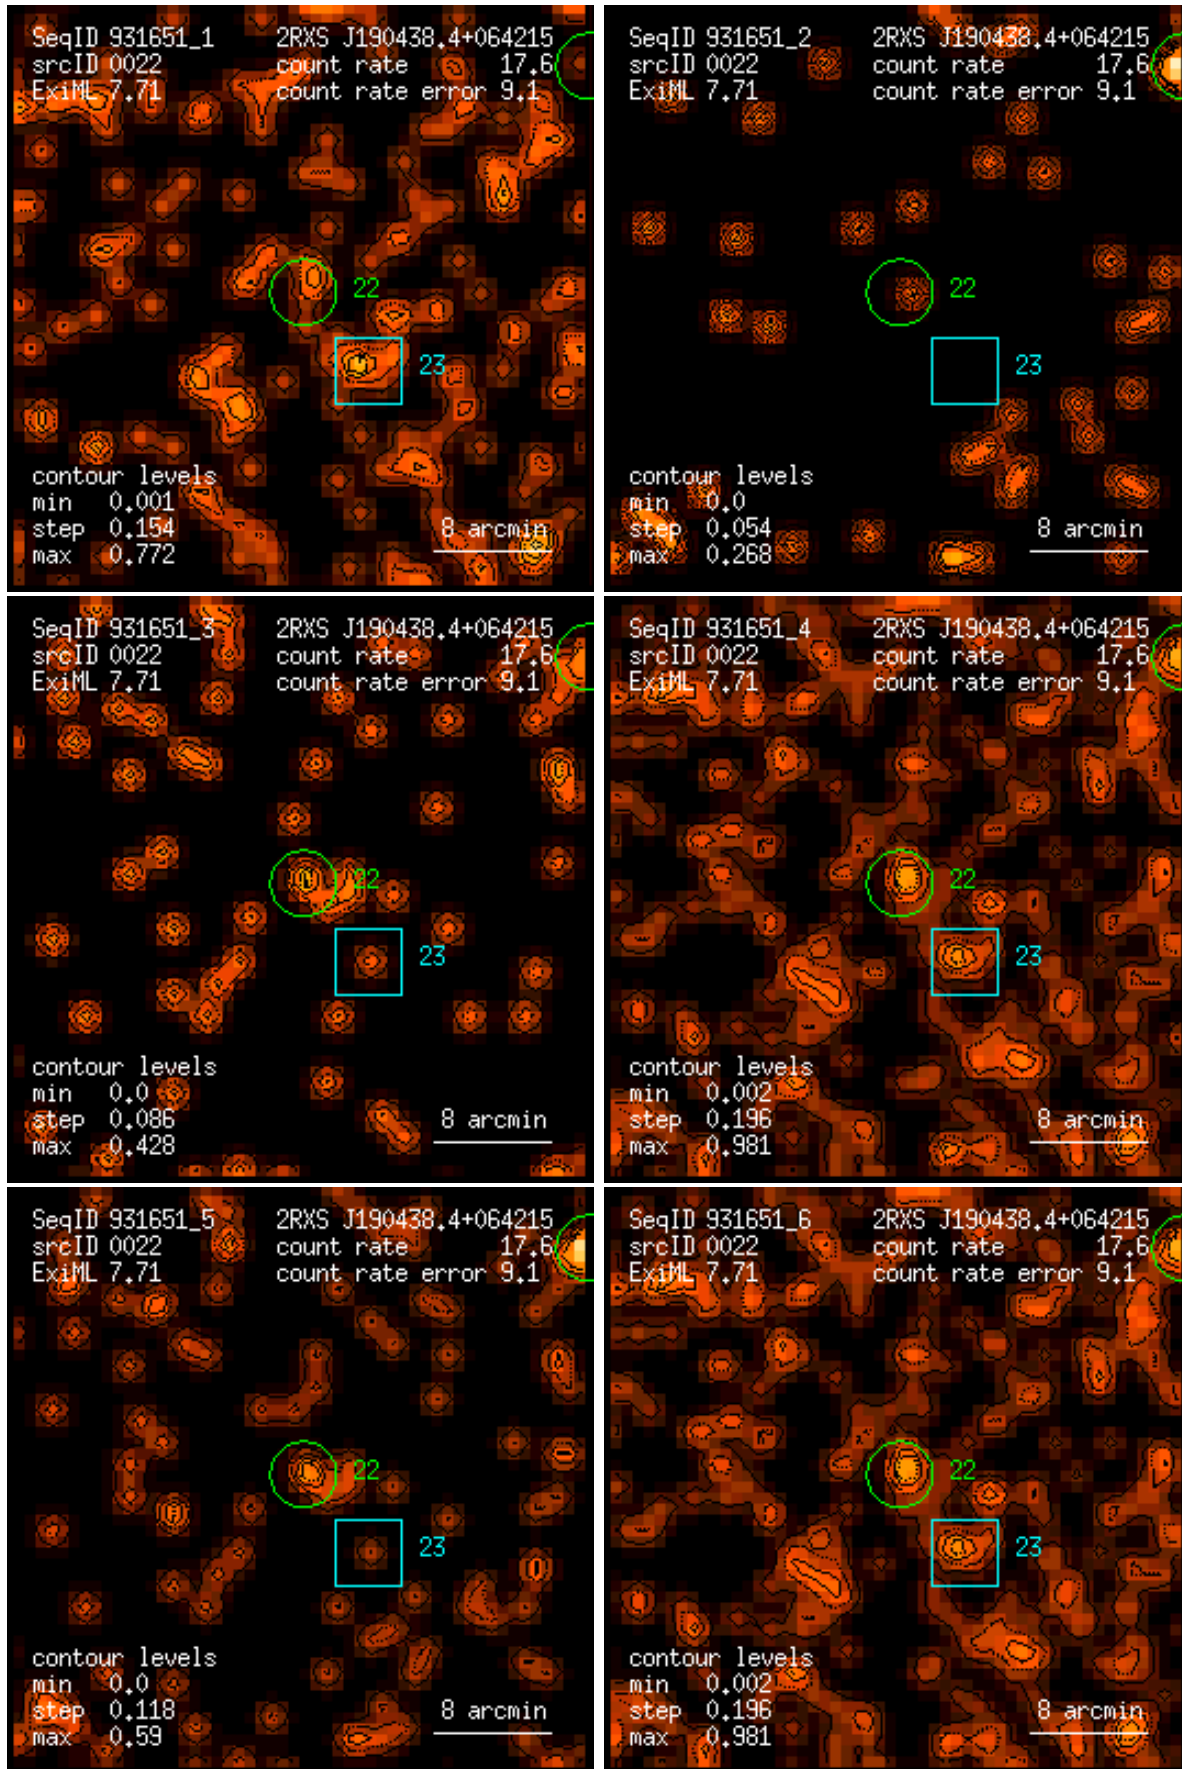 SeqID 931651_1 2RXS J190438.4+064215
srcID 0022 count rate 17.6
ExiML 7.71 count rate error 9.1
22
23
contour levels
min 0.001
step 0.154 8 arcmin
max 0.772
SeqID 931651_2 2RXS J190438.4+064215
srcID 0022 count rate 17.6
ExiML 7.71 count rate error 9.1
22
23
contour levels
min 0.0
step 0.054 8 arcmin
max 0.268
SeqID 931651_3 2RXS J190438.4+064215
srcID 0022 count rate 17.6
ExiML 7.71 count rate error 9.1
22
23
contour levels
min 0.0
step 0.086 8 arcmin
max 0.428
SeqID 931651_4 2RXS J190438.4+064215
srcID 0022 count rate 17.6
ExiML 7.71 count rate error 9.1
22
23
contour levels
min 0.002
step 0.196 8 arcmin
max 0.981
SeqID 931651_5 2RXS J190438.4+064215
srcID 0022 count rate 17.6
ExiML 7.71 count rate error 9.1
22
23
contour levels
min 0.0
step 0.118 8 arcmin
max 0.59
SeqID 931651_6 2RXS J190438.4+064215
srcID 0022 count rate 17.6
ExiML 7.71 count rate error 9.1
22
23
contour levels
min 0.002
step 0.196 8 arcmin
max 0.981